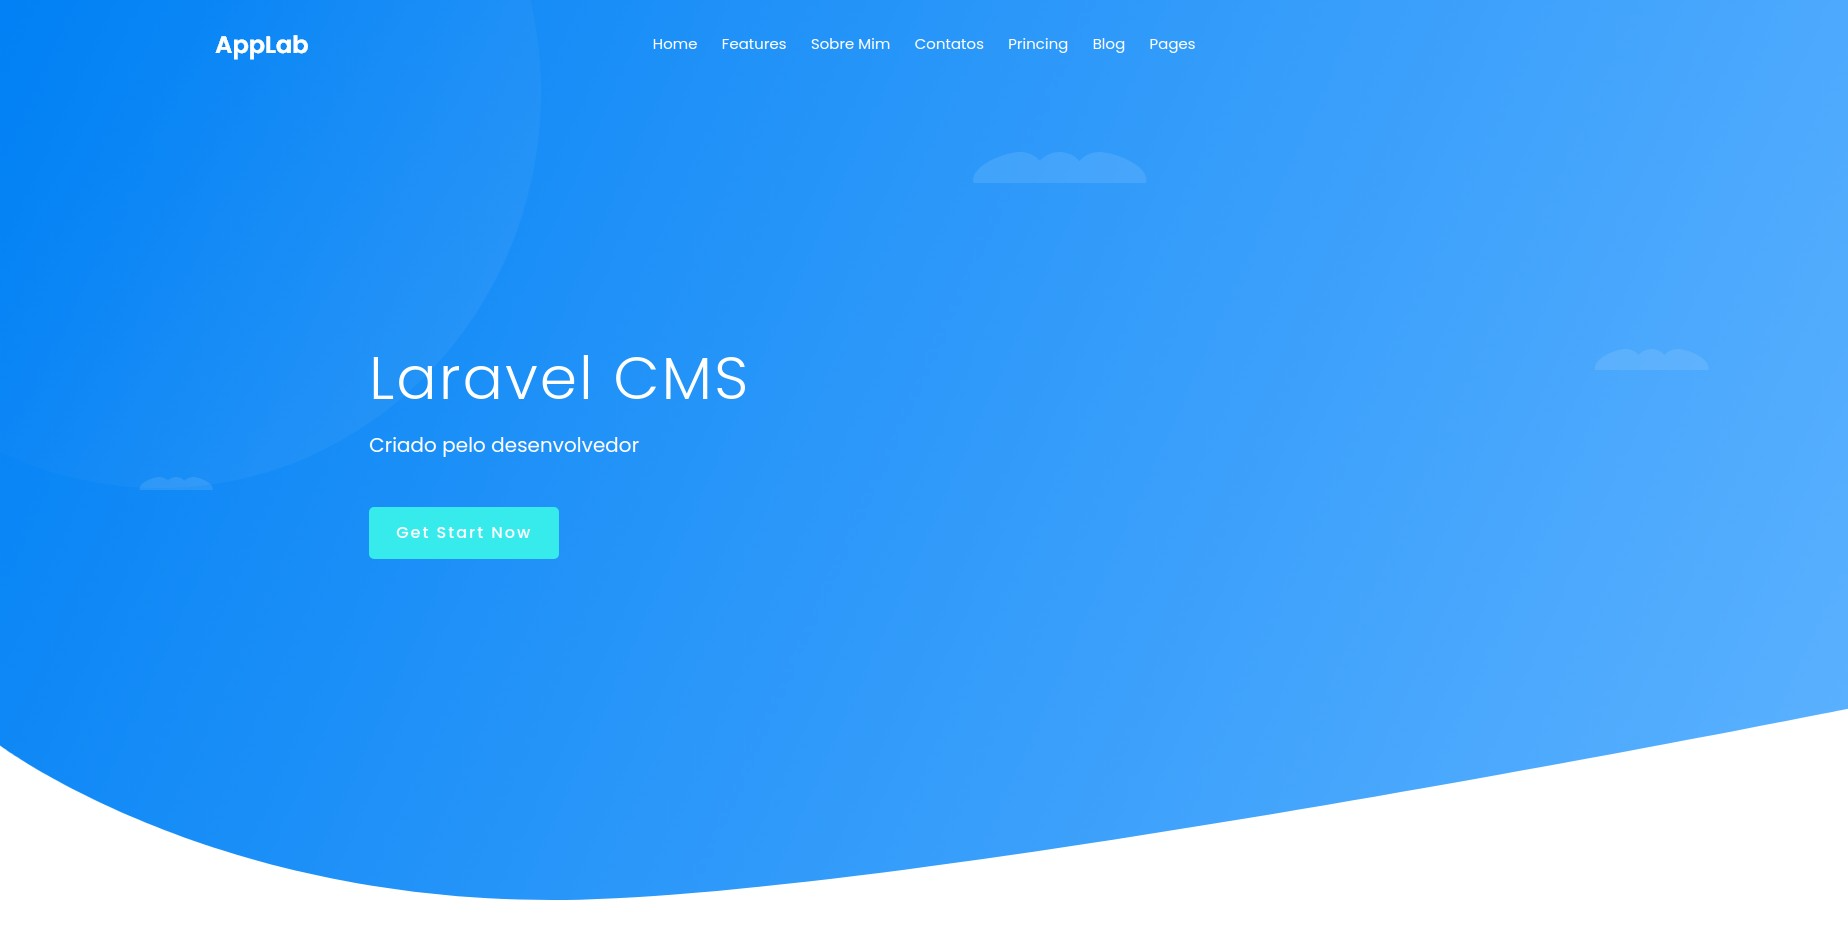 AppLab
Home Features Sobre Mim Contatos Princing Blog Pages
Laravel CMS
Criado pelo desenvolvedor
Get Start Now